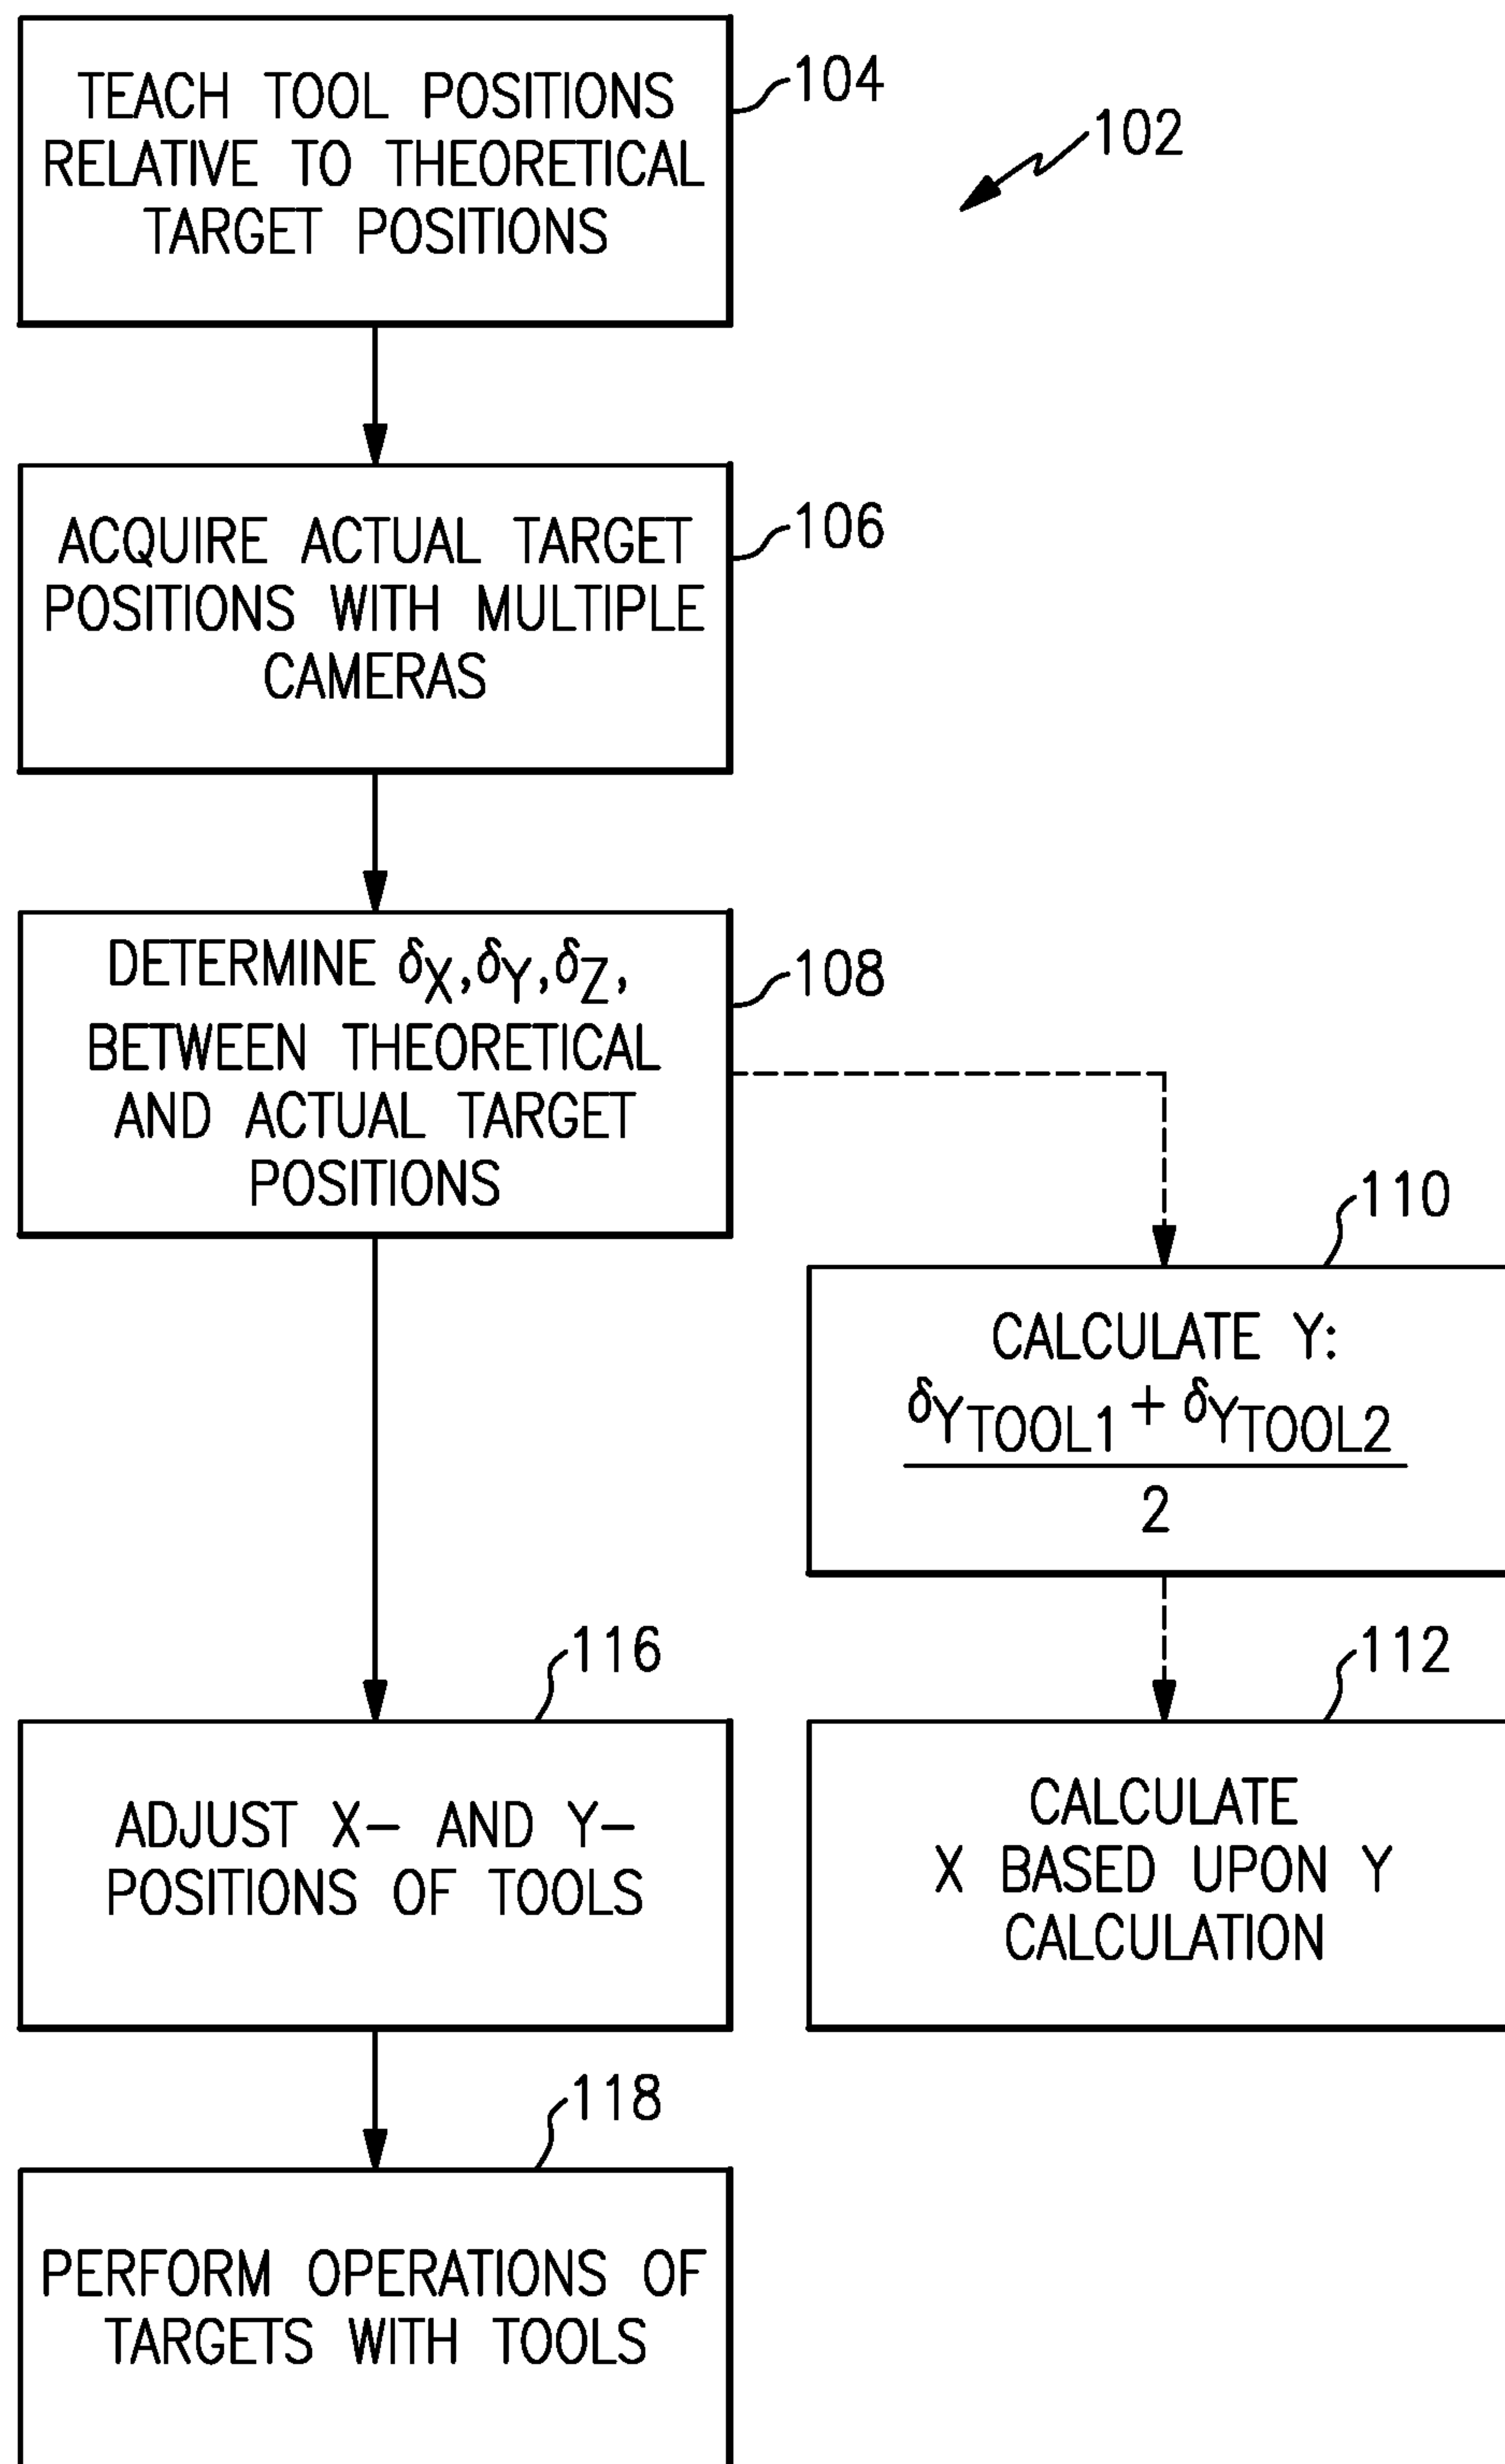 TEACH TOOL POSITIONS
RELATIVE TO THEORETICAL
TARGET POSITIONS
104
102
ACQUIRE ACTUAL TARGET
POSITIONS WITH MULTIPLE
CAMERAS
106
DETERMINE δX,δY,δZ,
BETWEEN THEORETICAL
AND ACTUAL TARGET
POSITIONS
108
110
CALCULATE Y:
δYTOOL1 + δYTOOL2
2
116
ADJUST X– AND Y–
POSITIONS OF TOOLS
112
CALCULATE
X BASED UPON Y
CALCULATION
118
PERFORM OPERATIONS OF
TARGETS WITH TOOLS